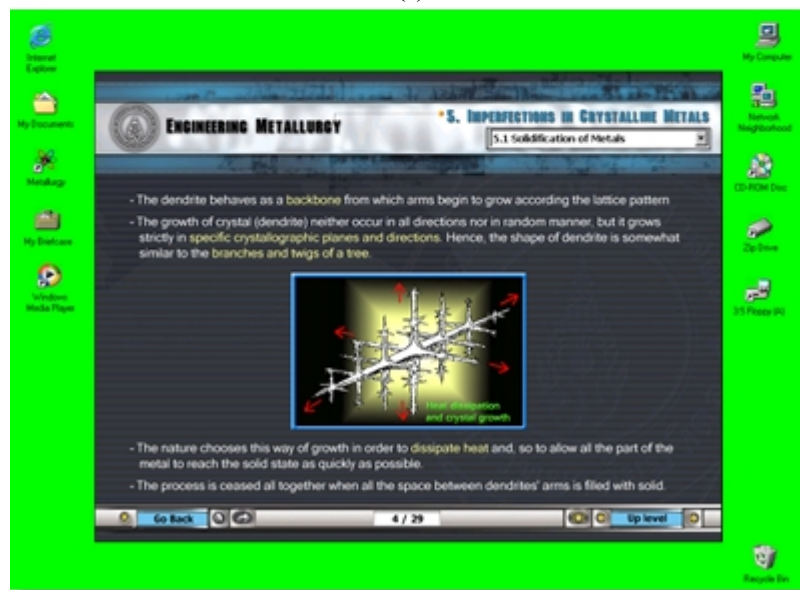 Internet
Explorer
My Documents
Metallurgy
My Briefcase
Windows
Media Player
ENGINEERING METALLURGY
5. IMPERFECTIONS IN CRYSTALLINE METALS
5.1 Solidification of Metals
- The dendrite behaves as a backbone from which arms begin to grow according the lattice pattern
- The growth of crystal (dendrite) neither occur in all directions nor in random manner, but it grows
strictly in specific crystallographic planes and directions. Hence, the shape of dendrite is somewhat
similar to the branches and twigs of a tree.
Heat dissipation
and crystal growth
- The nature chooses this way of growth in order to dissipate heat and, so to allow all the part of the
metal to reach the solid state as quickly as possible.
- The process is ceased all together when all the space between dendrites' arms is filled with solid.
Go Back
4 / 29
Up level
My Computer
Network
Neighborhood
CD-ROM Disc
Zip Drive
3.5 Floppy (A)
Recycle Bin